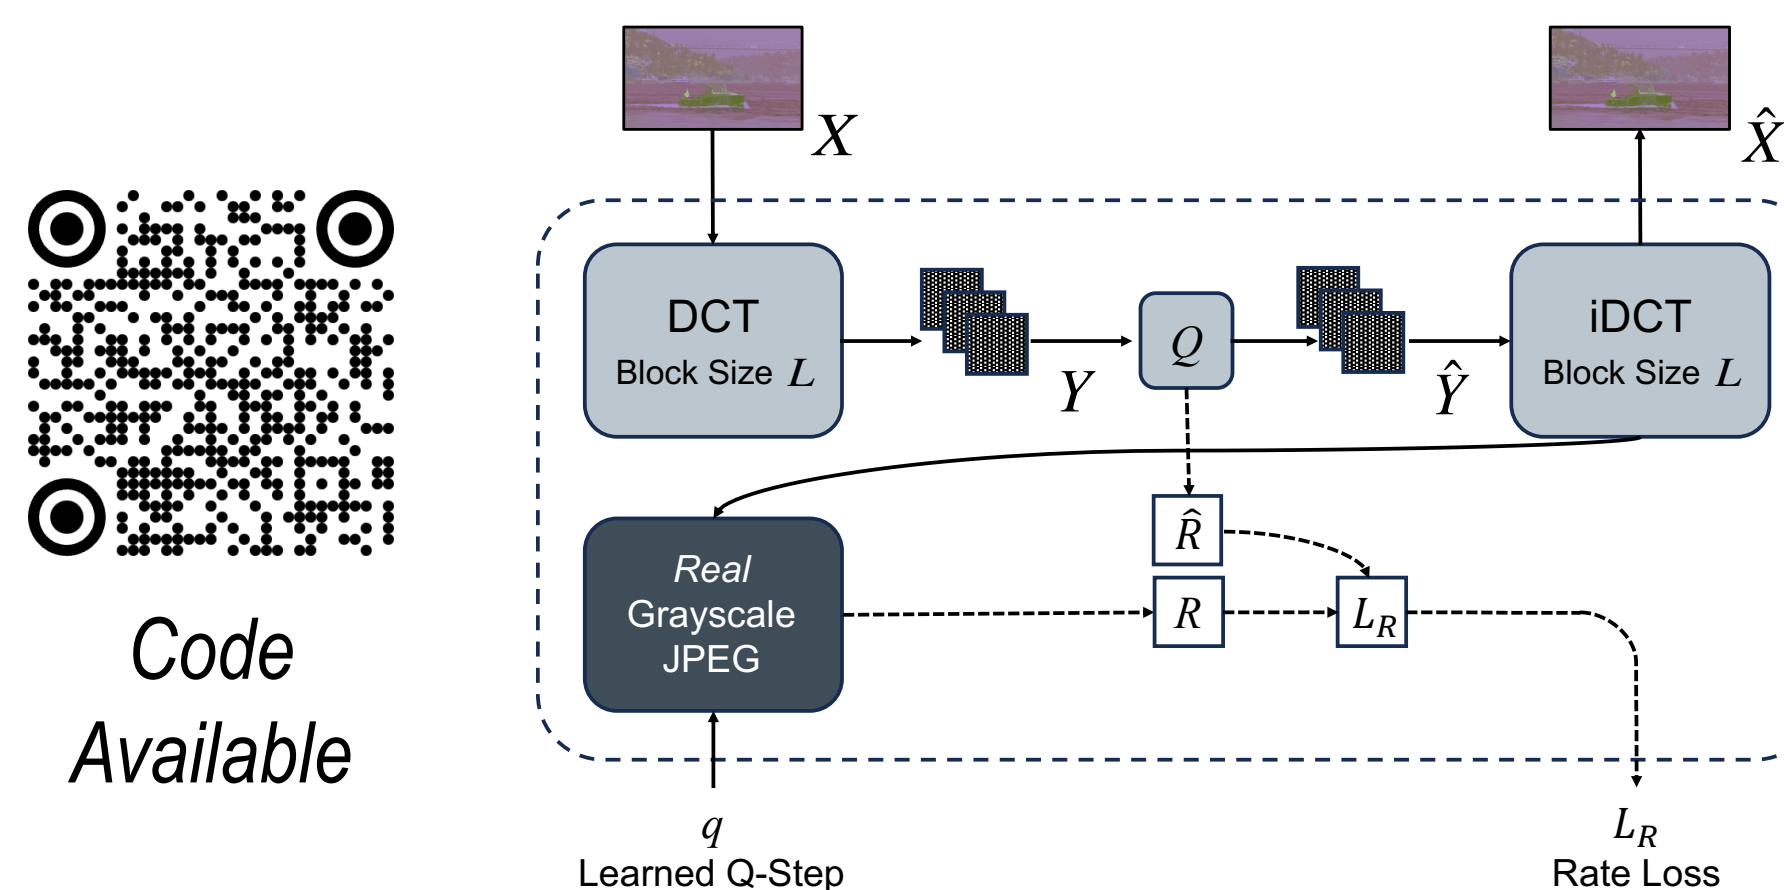 X
X̂
DCT
Block Size L
Y
Q
Ŷ
iDCT
Block Size L
R̂
Real
Grayscale
JPEG
R
L_R
Code
Available
q
Learned Q-Step
L_R
Rate Loss